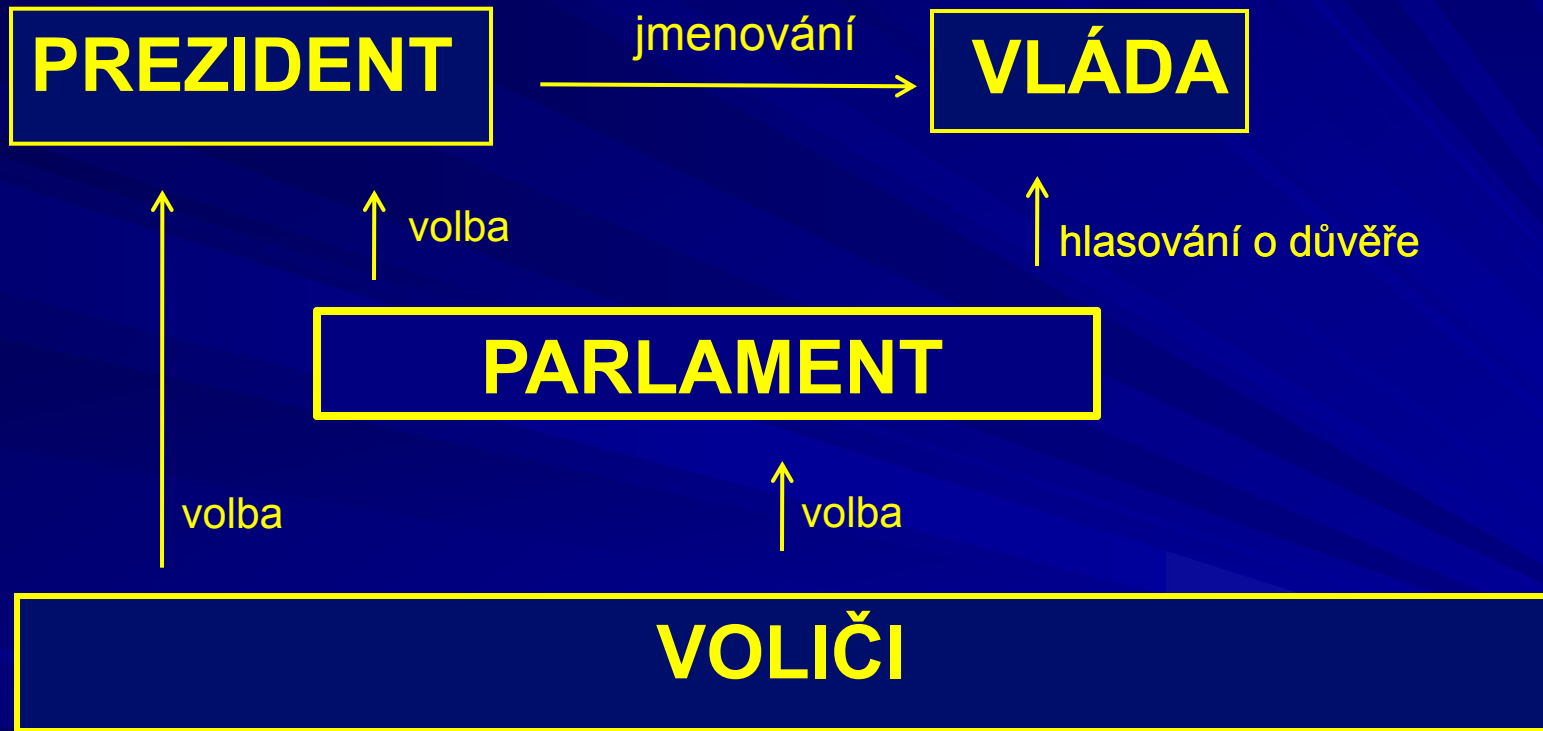 PREZIDENT
jmenování
VLÁDA
volba
hlasování o důvěře
PARLAMENT
volba
volba
VOLIČI